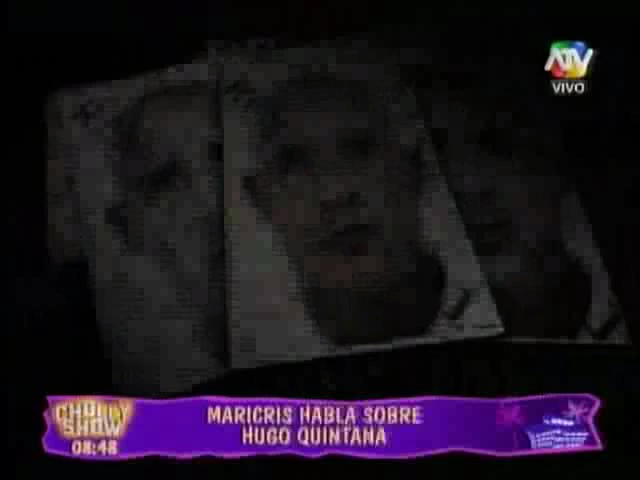 ATV
VIVO
CHOLLY
SHOW
08:48
MARICRIS HABLA SOBRE
HUGO QUINTANA